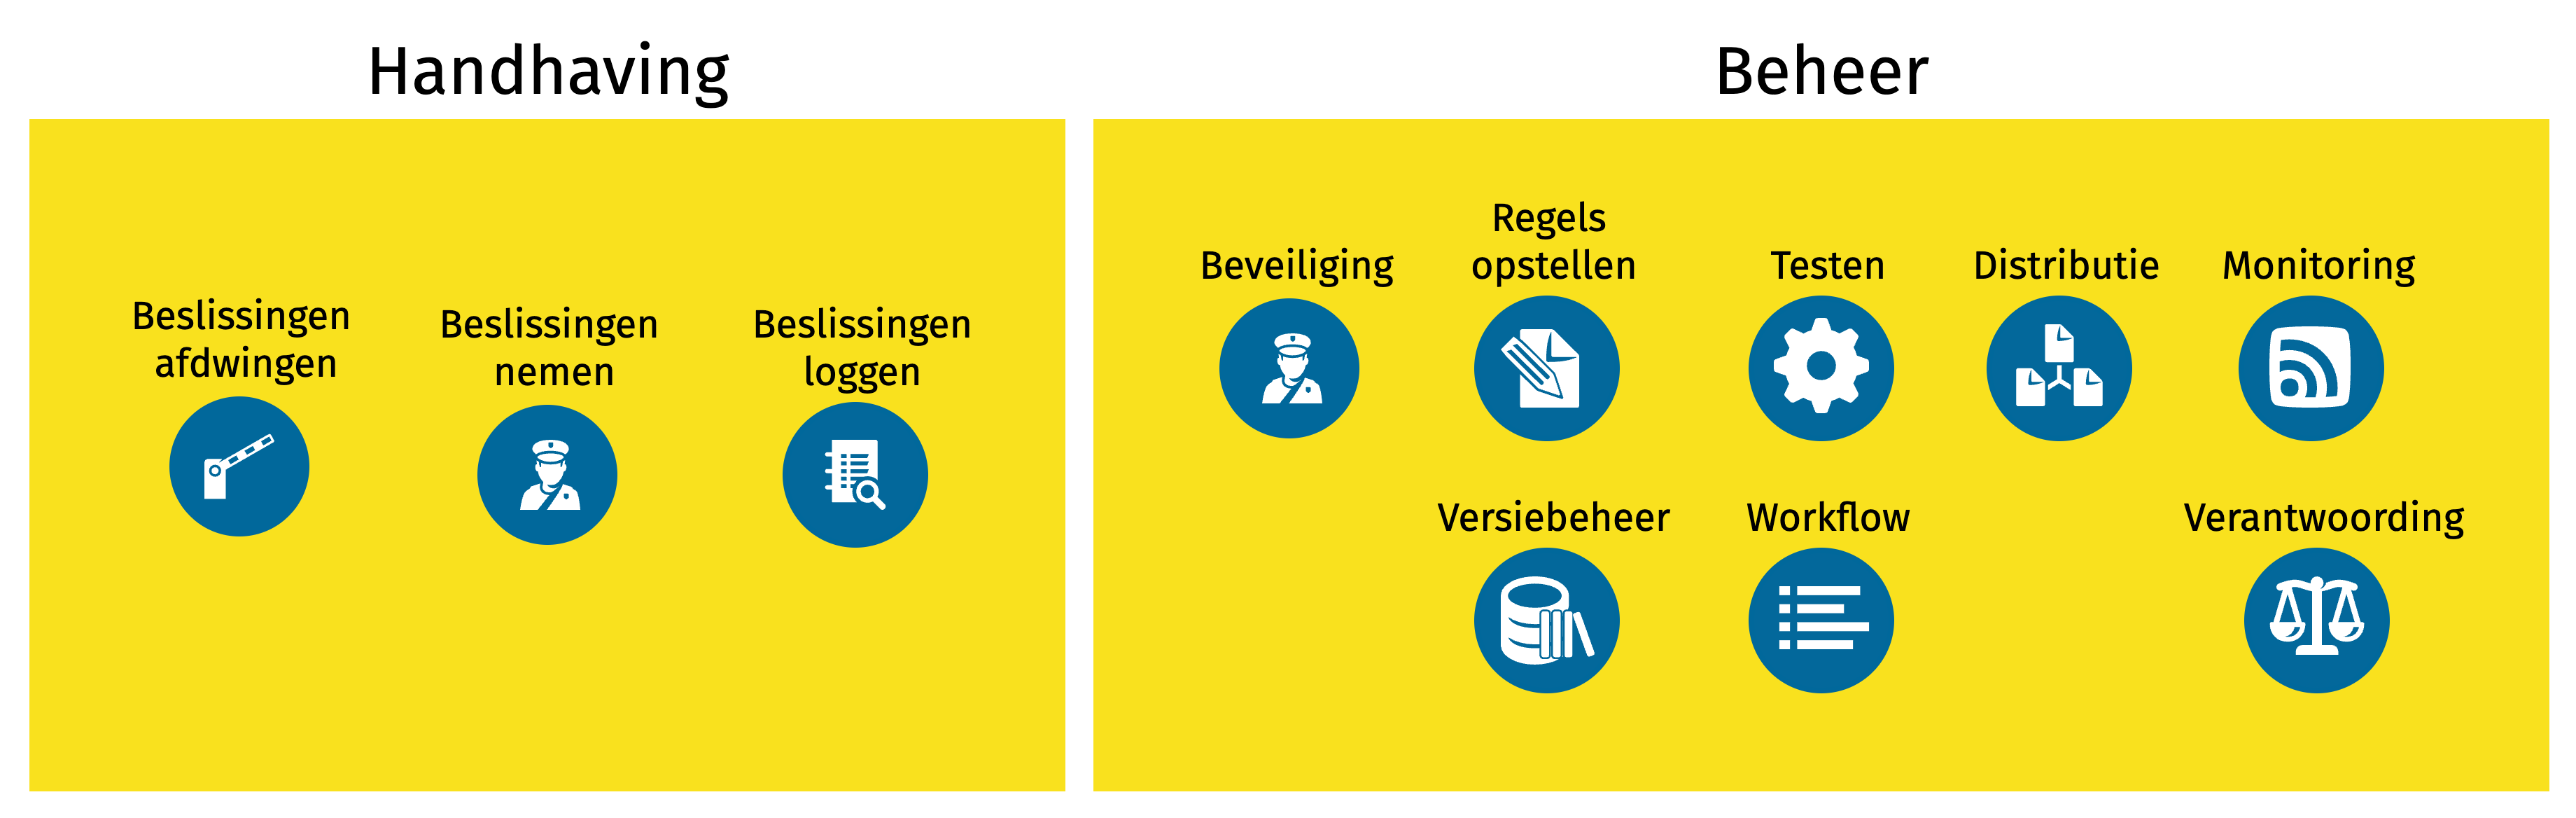 Handhaving
Beslissingen
afdwingen
Beslissingen
nemen
Beslissingen
loggen
Beheer
Beveiliging
Regels
opstellen
Testen
Distributie
Monitoring
Versiebeheer
Workflow
Verantwoording